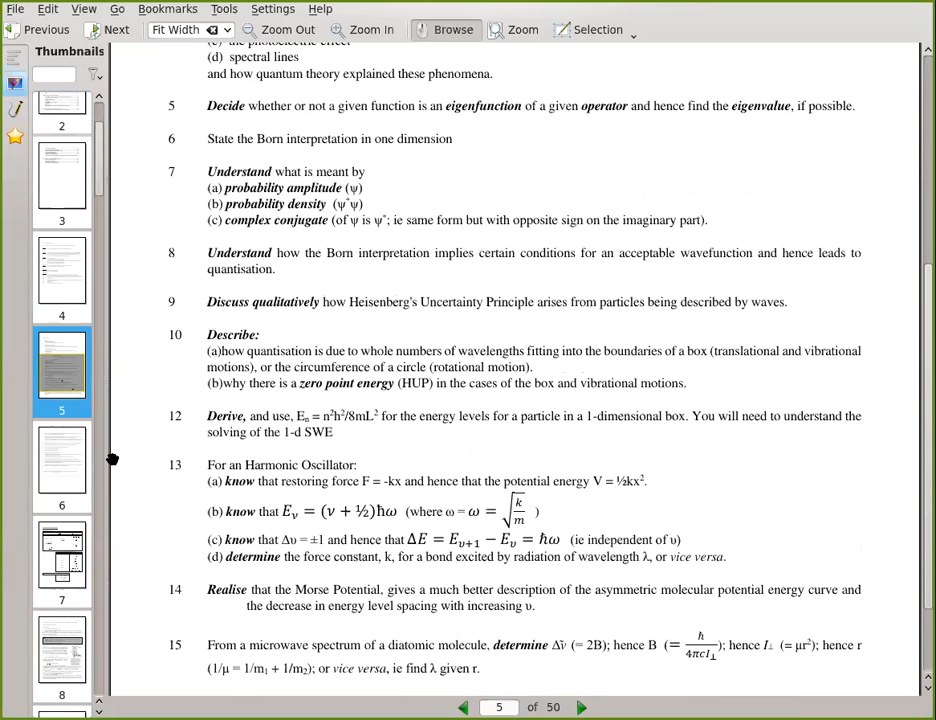 File Edit View Go Bookmarks Tools Settings Help
Previous Next Fit Width Zoom Out Zoom In Browse Zoom Selection
Thumbnails
2
3
4
5
6
7
8
(c) the photoelectric effect
(d) spectral lines
and how quantum theory explained these phenomena.
5 Decide whether or not a given function is an eigenfunction of a given operator and hence find the eigenvalue, if possible.
6 State the Born interpretation in one dimension
7 Understand what is meant by
(a) probability amplitude (ψ)
(b) probability density (ψ*ψ)
(c) complex conjugate (of ψ is ψ*; ie same form but with opposite sign on the imaginary part).
8 Understand how the Born interpretation implies certain conditions for an acceptable wavefunction and hence leads to
quantisation.
9 Discuss qualitatively how Heisenberg's Uncertainty Principle arises from particles being described by waves.
10 Describe:
(a)how quantisation is due to whole numbers of wavelengths fitting into the boundaries of a box (translational and vibrational
motions), or the circumference of a circle (rotational motion).
(b)why there is a zero point energy (HUP) in the cases of the box and vibrational motions.
12 Derive, and use, Eₙ = n²h²/8mL² for the energy levels for a particle in a 1-dimensional box. You will need to understand the
solving of the 1-d SWE
13 For an Harmonic Oscillator:
(a) know that restoring force F = -kx and hence that the potential energy V = ½kx².
(b) know that Eᵥ = (v + ½)ħω (where ω = ω = √(k/m) )
(c) know that Δυ = ±1 and hence that ΔE = E_{υ+1} − E_υ = ħω (ie independent of υ)
(d) determine the force constant, k, for a bond excited by radiation of wavelength λ, or vice versa.
14 Realise that the Morse Potential, gives a much better description of the asymmetric molecular potential energy curve and
the decrease in energy level spacing with increasing υ.
15 From a microwave spectrum of a diatomic molecule, determine Δṽ (= 2B); hence B (= ħ/4πcI⊥); hence I⊥ (= μr²); hence r
(1/μ = 1/m₁ + 1/m₂); or vice versa, ie find λ given r.
5 of 50